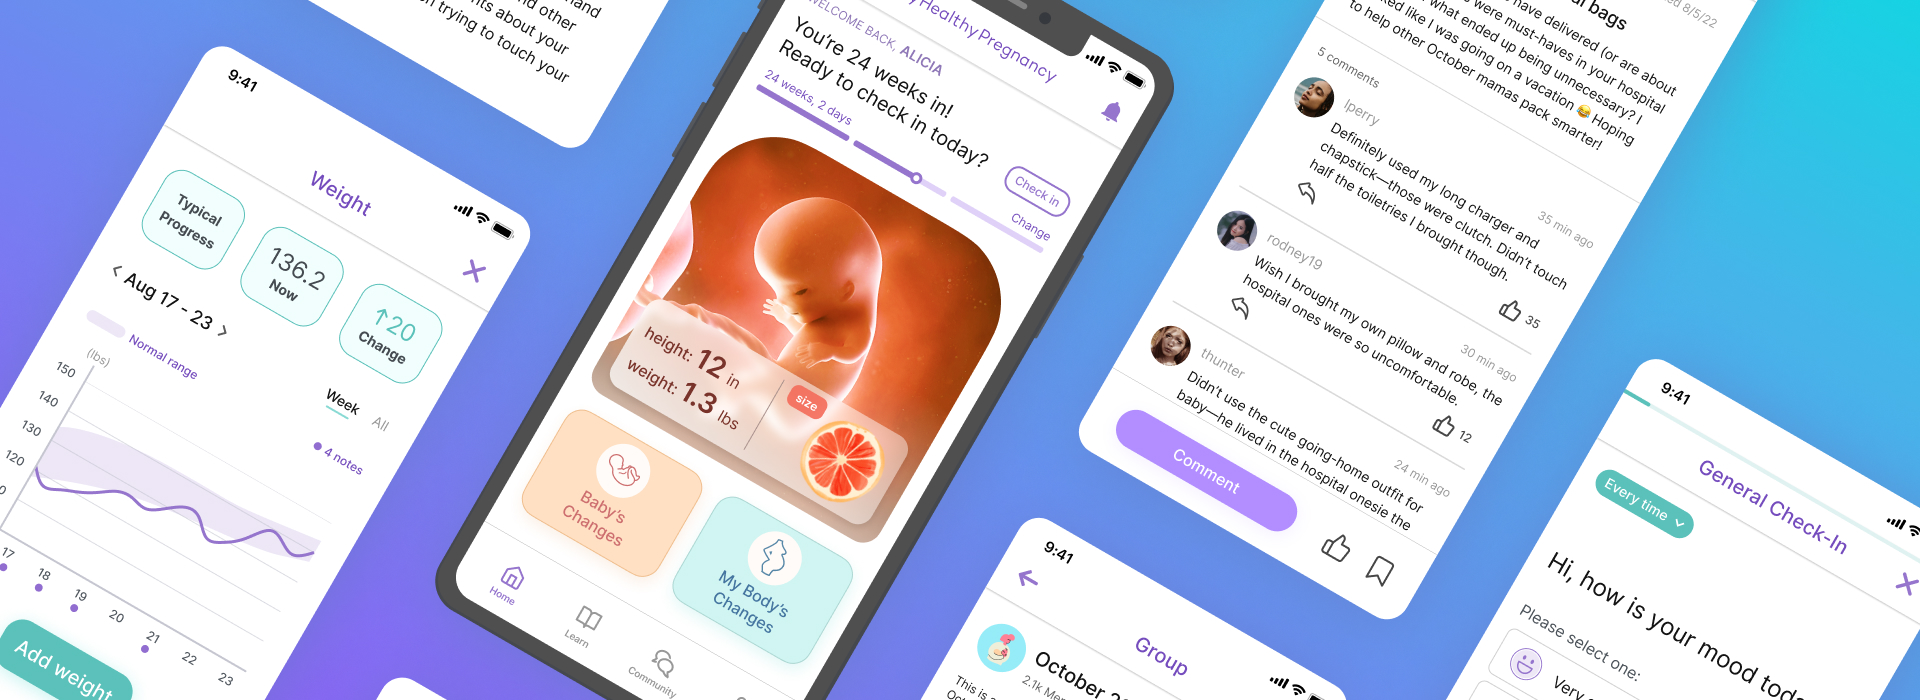 and other
about your
trying to touch your
9:41
Weight
Typical
Progress
136.2
Now
↑20
Change
< Aug 17 - 23 >
Normal range
(lbs)
Week
All
4 notes
150
140
130
120
17
18
19
20
21
22
23
Add weight
HealthyPregnancy
WELCOME BACK, ALICIA
You're 24 weeks in!
Ready to check in today?
24 weeks, 2 days
Check in
Change
height: 12 in
weight: 1.3 lbs
size
Baby's
Changes
My Body's
Changes
Home
Learn
Community
bags
8/5/22
have delivered (or are about
were must-haves in your hospital
what ended up being unnecessary? I
like I was going on a vacation 😂 Hoping
to help other October mamas pack smarter!
5 comments
lperry
35 min ago
Definitely used my long charger and
chapstick—those were clutch. Didn't touch
half the toiletries I brought though.
35
rodney19
30 min ago
Wish I brought my own pillow and robe, the
hospital ones were so uncomfortable.
12
thunter
24 min ago
Didn't use the cute going-home outfit for
baby—he lived in the hospital onesie the
Comment
9:41
Group
October
2.1k
This is a
9:41
General Check-In
Every time
Hi, how is your mood
Please select one:
Very